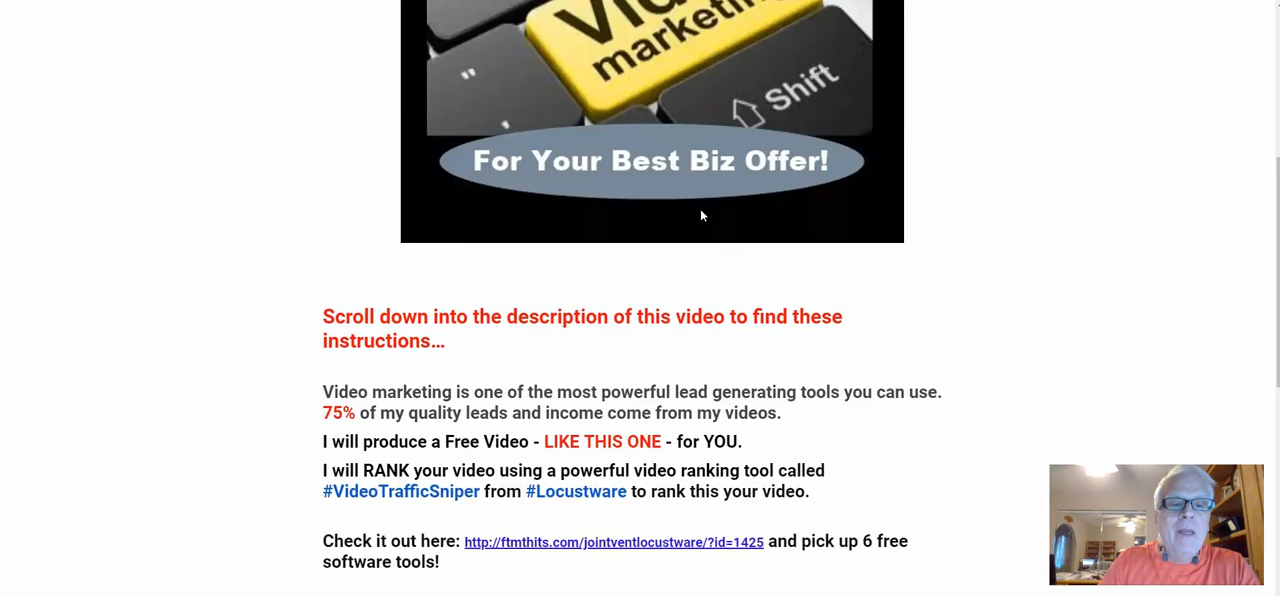 marketing
"
Shift
,
For Your Best Biz Offer!
Scroll down into the description of this video to find these
instructions...
Video marketing is one of the most powerful lead generating tools you can use.
75% of my quality leads and income come from my videos.
I will produce a Free Video - LIKE THIS ONE - for YOU.
I will RANK your video using a powerful video ranking tool called
#VideoTrafficSniper from #Locustware to rank this your video.
Check it out here: http://ftmthits.com/jointventlocustware/?id=1425 and pick up 6 free
software tools!